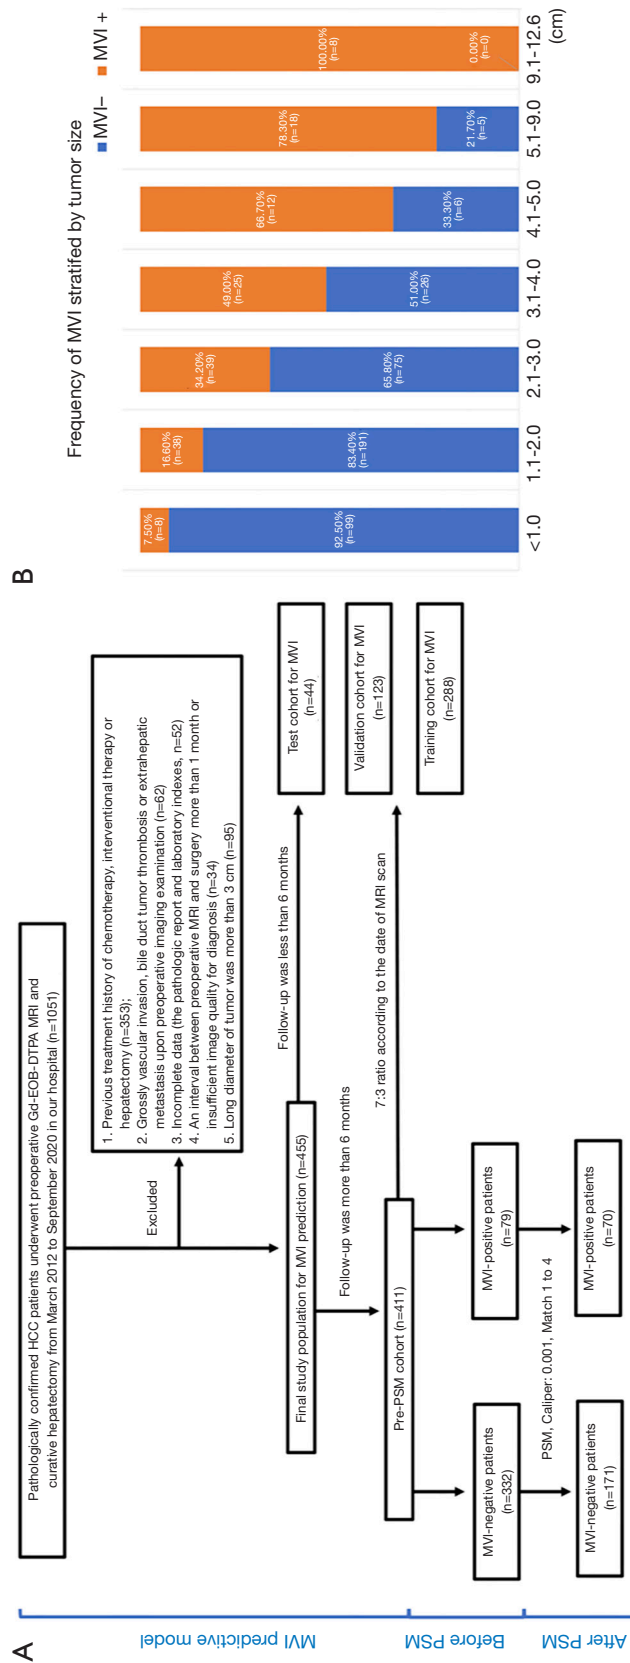 A
MVI predictive model
Before PSM
After PSM
Pathologically confirmed HCC patients underwent preoperative Gd-EOB-DTPA MRI and
curative hepatectomy from March 2012 to September 2020 in our hospital (n=1051)
Excluded
1. Previous treatment history of chemotherapy, interventional therapy or
hepatectomy (n=353);
2. Grossly vascular invasion, bile duct tumor thrombosis or extrahepatic
metastasis upon preoperative imaging examination (n=62)
3. Incomplete data (the pathologic report and laboratory indexes, n=52)
4. An interval between preoperative MRI and surgery more than 1 month or
insufficient image quality for diagnosis (n=34)
5. Long diameter of tumor was more than 3 cm (n=95)
Final study population for MVI prediction (n=455)
Follow-up was less than 6 months
Test cohort for MVI
(n=44)
Follow-up was more than 6 months
Pre-PSM cohort (n=411)
7:3 ratio according to the date of MRI scan
Validation cohort for MVI
(n=123)
Training cohort for MVI
(n=288)
MVI-negative patients
(n=332)
MVI-positive patients
(n=79)
PSM, Caliper: 0.001, Match 1 to 4
MVI-negative patients
(n=171)
MVI-positive patients
(n=70)
B
Frequency of MVI stratifed by tumor size
MVI–
MVI +
7.50%
(n=8)
92.50%
(n=99)
16.60%
(n=38)
83.40%
(n=191)
34.20%
(n=39)
65.80%
(n=75)
49.00%
(n=25)
51.00%
(n=26)
66.70%
(n=12)
33.30%
(n=6)
78.30%
(n=18)
21.70%
(n=5)
100.00%
(n=8)
0.00%
(n=0)
<1.0
1.1-2.0
2.1-3.0
3.1-4.0
4.1-5.0
5.1-9.0
9.1-12.6
(cm)